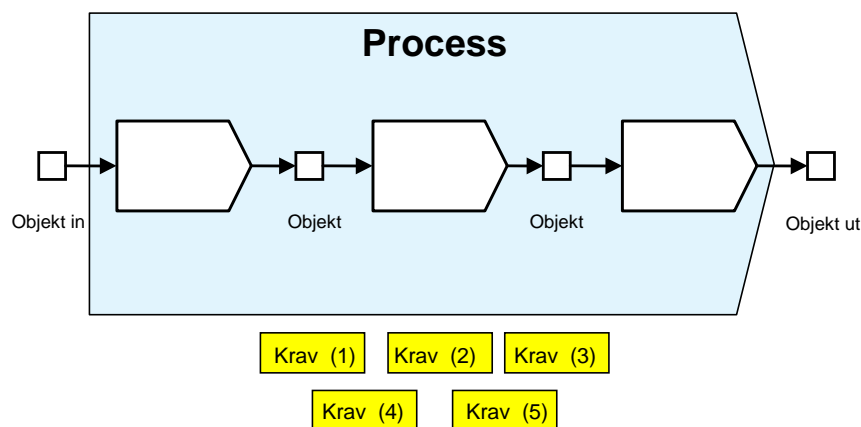 Process
Objekt in
Objekt
Objekt
Objekt ut
Krav (1)
Krav (2)
Krav (3)
Krav (4)
Krav (5)